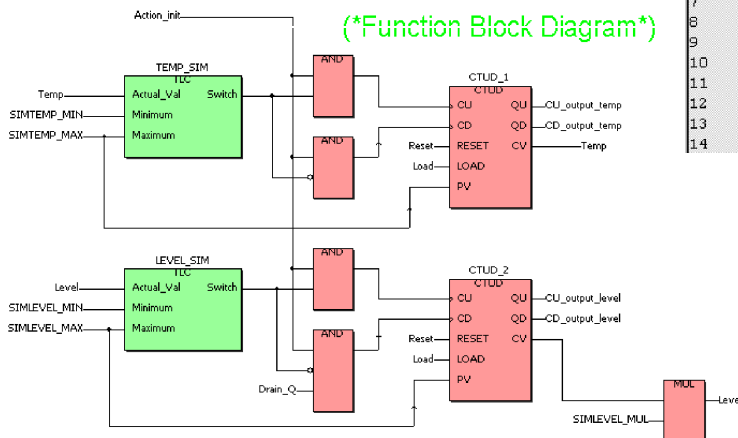 Action_init
(*Function Block Diagram*)
7
8
9
10
11
12
13
14
TEMP_SIM
TLC
Temp
Actual_Val
Switch
SIMTEMP_MIN
Minimum
SIMTEMP_MAX
Maximum
AND
AND
CTUD_1
CTUD
CU
QU
CU_output_temp
CD
QD
CD_output_temp
Reset
RESET
CV
Temp
Load
LOAD
PV
LEVEL_SIM
TLC
Level
Actual_Val
Switch
SIMLEVEL_MIN
Minimum
SIMLEVEL_MAX
Maximum
AND
AND
Drain_Q
CTUD_2
CTUD
CU
QU
CU_output_level
CD
QD
CD_output_level
Reset
RESET
CV
Load
LOAD
PV
MUL
SIMLEVEL_MUL
Leve